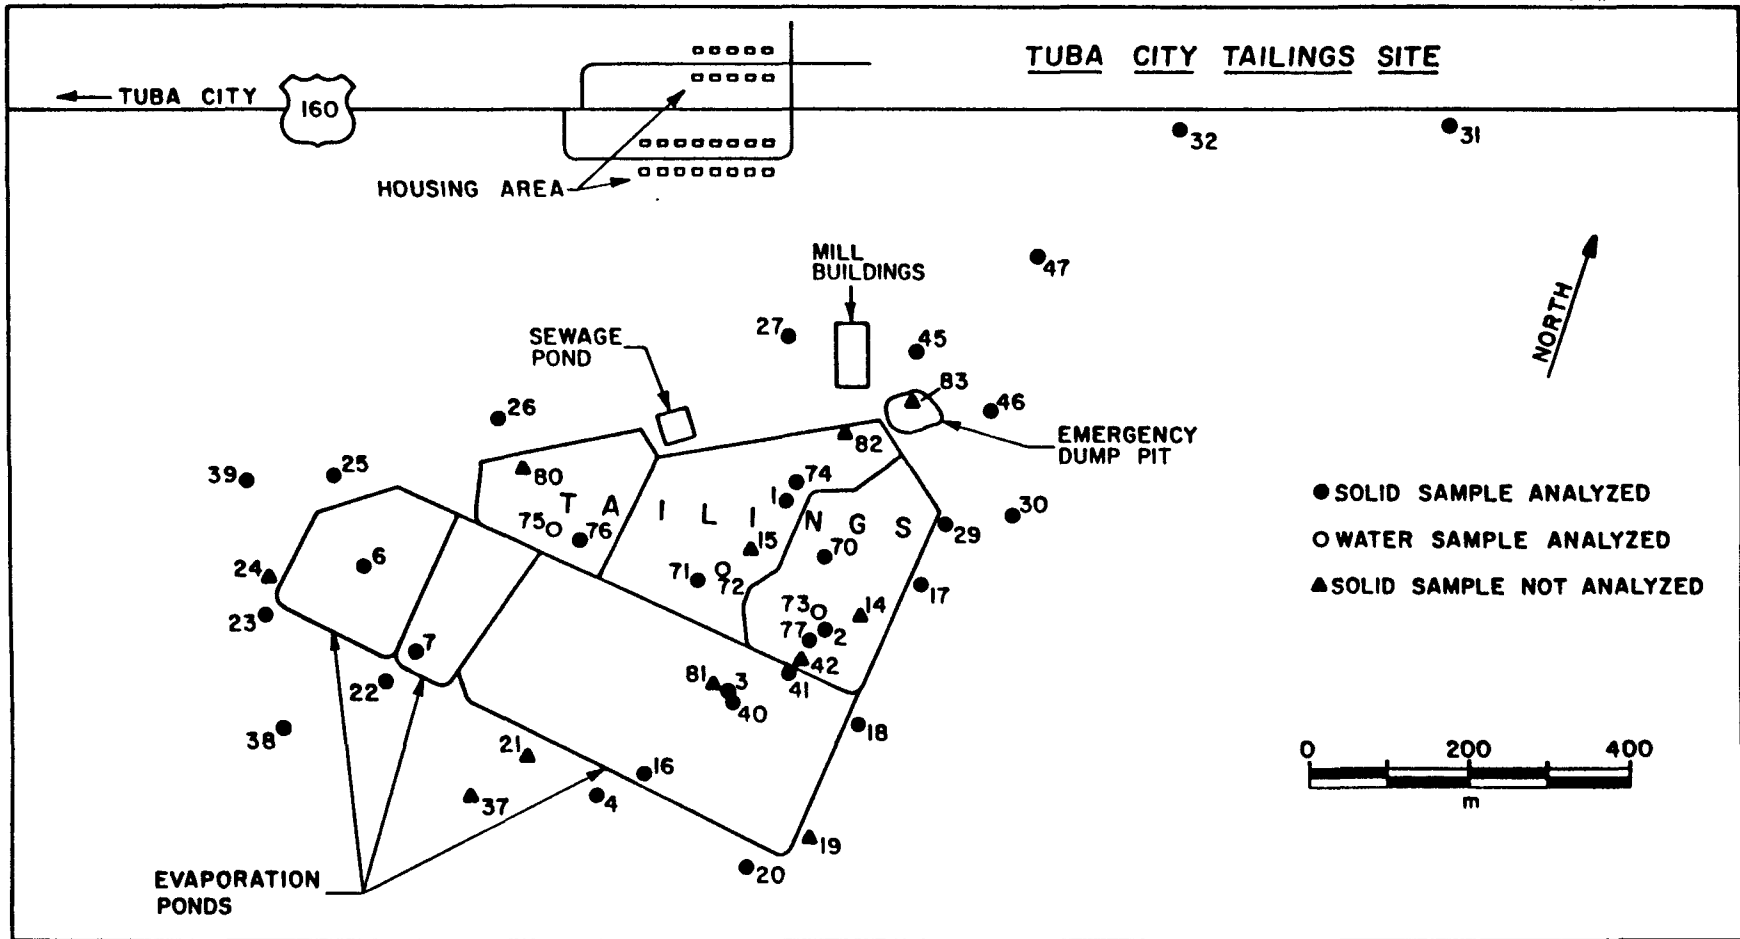 TUBA CITY TAILINGS SITE
TUBA CITY
160
32
31
HOUSING AREA
MILL
BUILDINGS
47
NORTH
27
45
SEWAGE
POND
83
46
26
82
EMERGENCY
DUMP PIT
39
25
80
74
1
SOLID SAMPLE ANALYZED
TAILINGS
30
29
75
76
15
70
WATER SAMPLE ANALYZED
6
24
71
72
17
SOLID SAMPLE NOT ANALYZED
23
73
14
77
2
7
42
22
81
3
41
40
38
18
21
16
0 200 400
m
37
4
19
20
EVAPORATION
PONDS